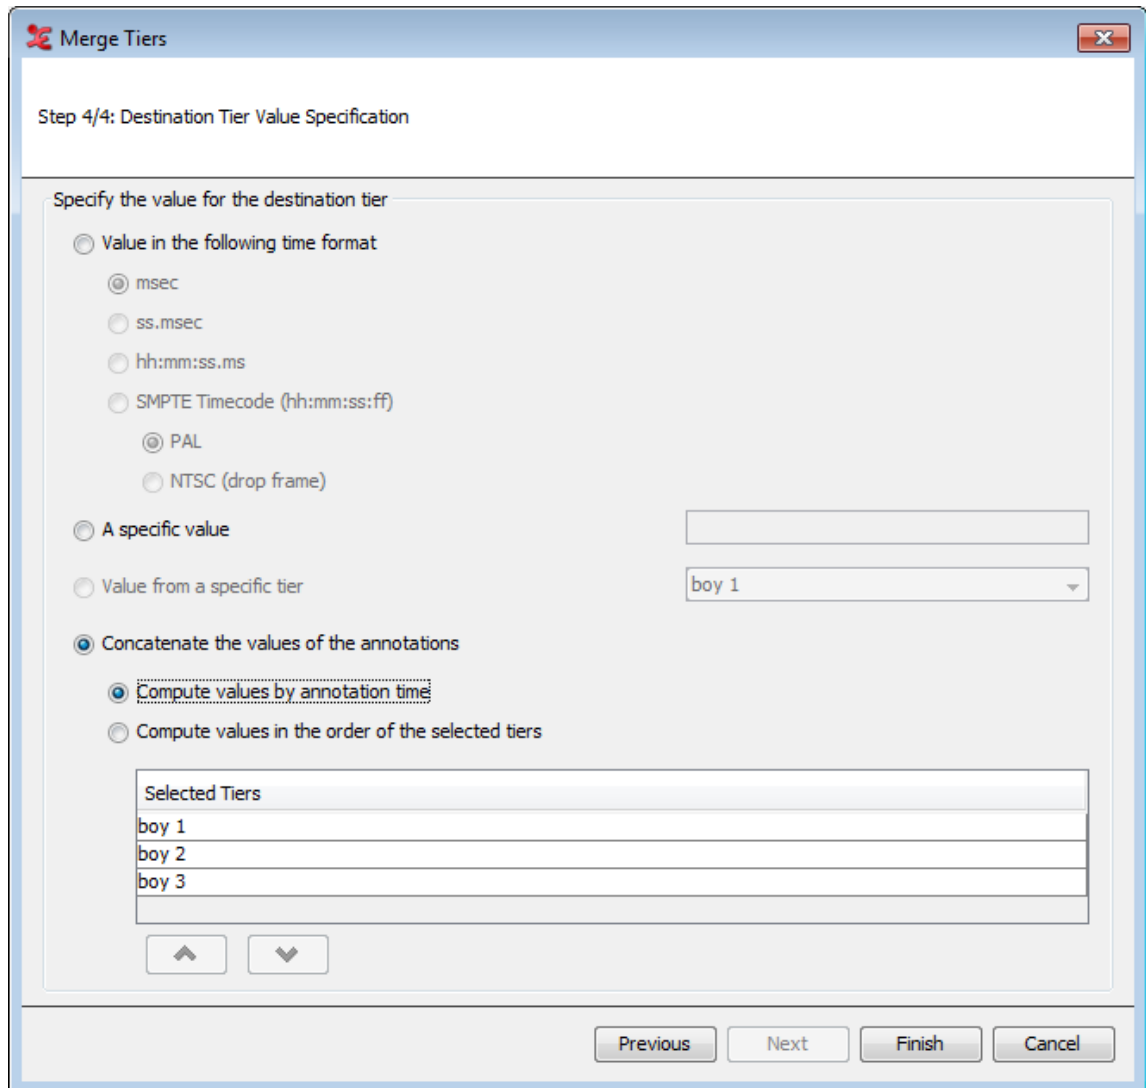 Merge Tiers
Step 4/4: Destination Tier Value Specification
Specify the value for the destination tier
Value in the following time format
msec
ss.msec
hh:mm:ss.ms
SMPTE Timecode (hh:mm:ss:ff)
PAL
NTSC (drop frame)
A specific value
Value from a specific tier boy 1
Concatenate the values of the annotations
Compute values by annotation time
Compute values in the order of the selected tiers
Selected Tiers
boy 1
boy 2
boy 3
Previous Next Finish Cancel